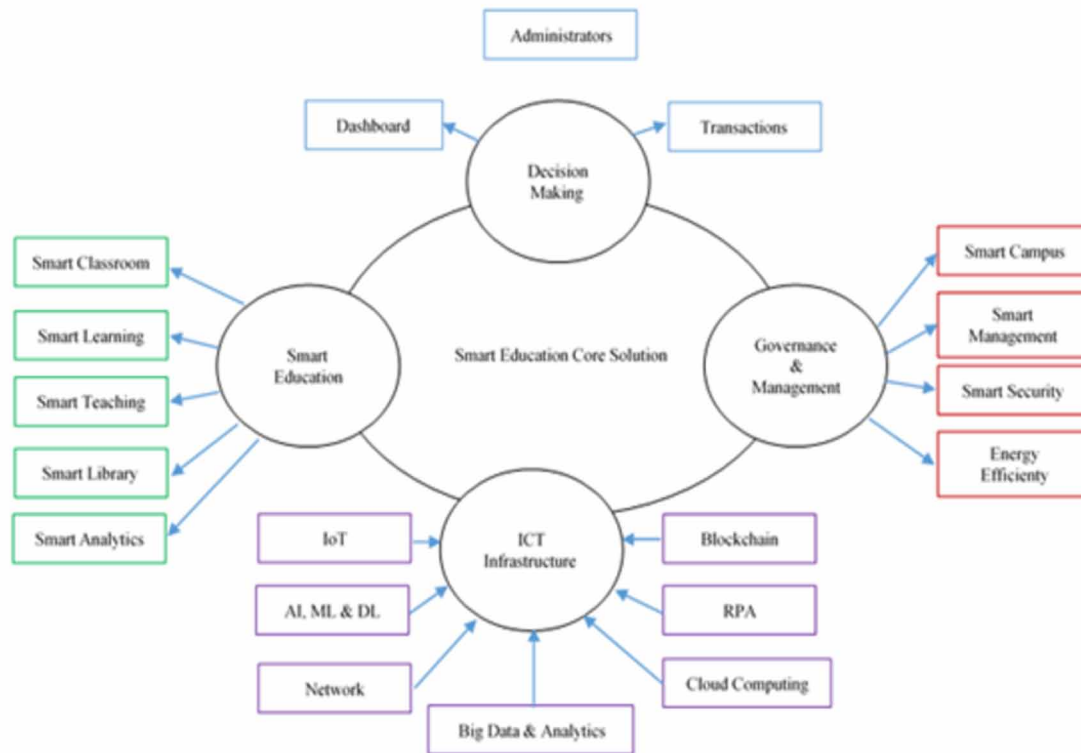 Administrators
Dashboard
Transactions
Decision
Making
Smart Classroom
Smart Learning
Smart Teaching
Smart Library
Smart Analytics
Smart
Education
Smart Education Core Solution
Governance
&
Management
Smart Campus
Smart
Management
Smart Security
Energy
Efficienty
ICT
Infrastructure
IoT
AI, ML & DL
Network
Big Data & Analytics
Blockchain
RPA
Cloud Computing